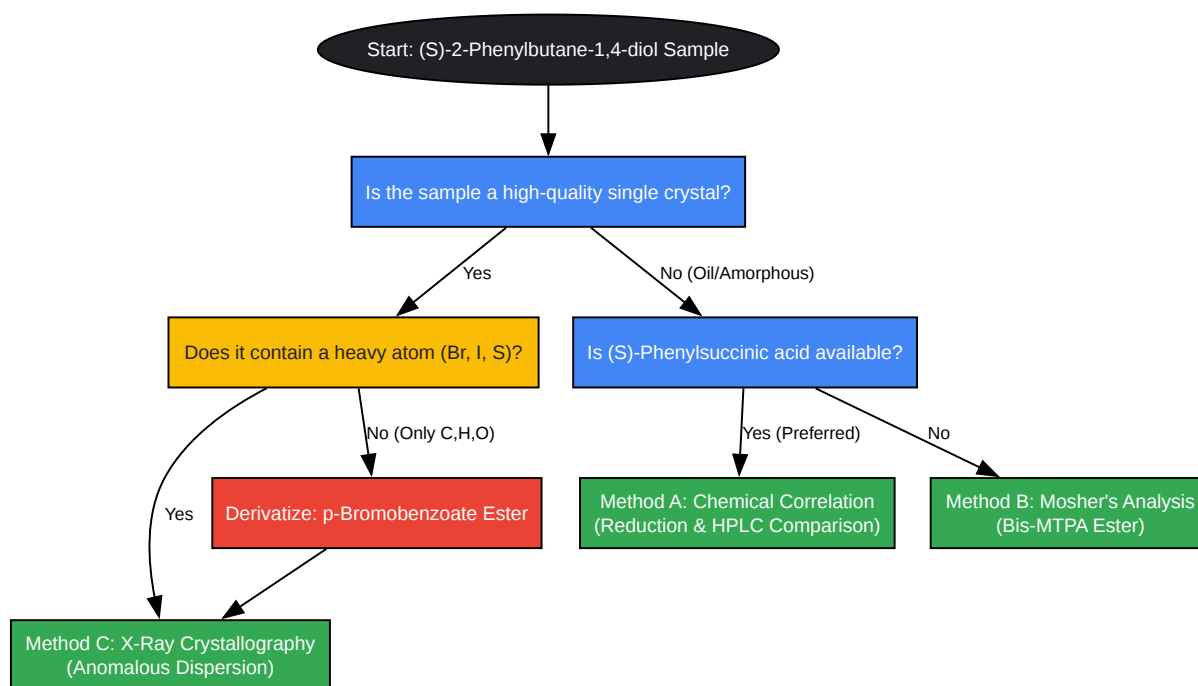 Start: (S)-2-Phenylbutane-1,4-diol Sample
Is the sample a high-quality single crystal?
Yes
No (Oil/Amorphous)
Does it contain a heavy atom (Br, I, S)?
Is (S)-Phenylsuccinic acid available?
No (Only C,H,O)
Yes (Preferred)
No
Yes
Derivatize: p-Bromobenzoate Ester
Method A: Chemical Correlation
(Reduction & HPLC Comparison)
Method B: Mosher's Analysis
(Bis-MTPA Ester)
Method C: X-Ray Crystallography
(Anomalous Dispersion)